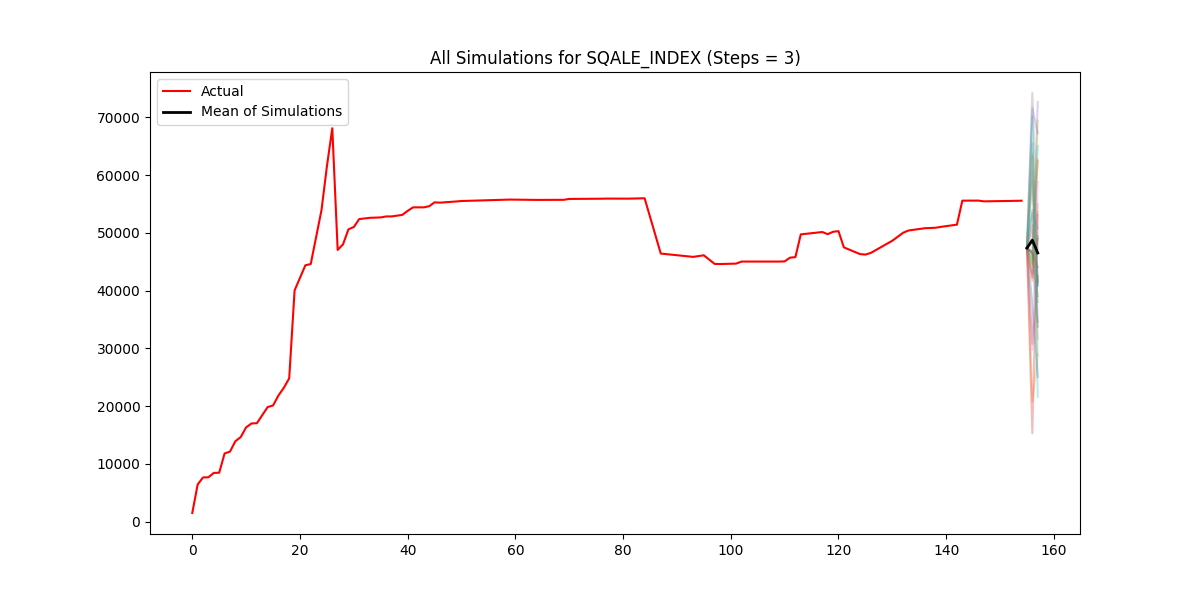 All Simulations for SQALE_INDEX (Steps = 3)
Actual
Mean of Simulations
70000
60000
50000
40000
30000
20000
10000
0
0 20 40 60 80 100 120 140 160